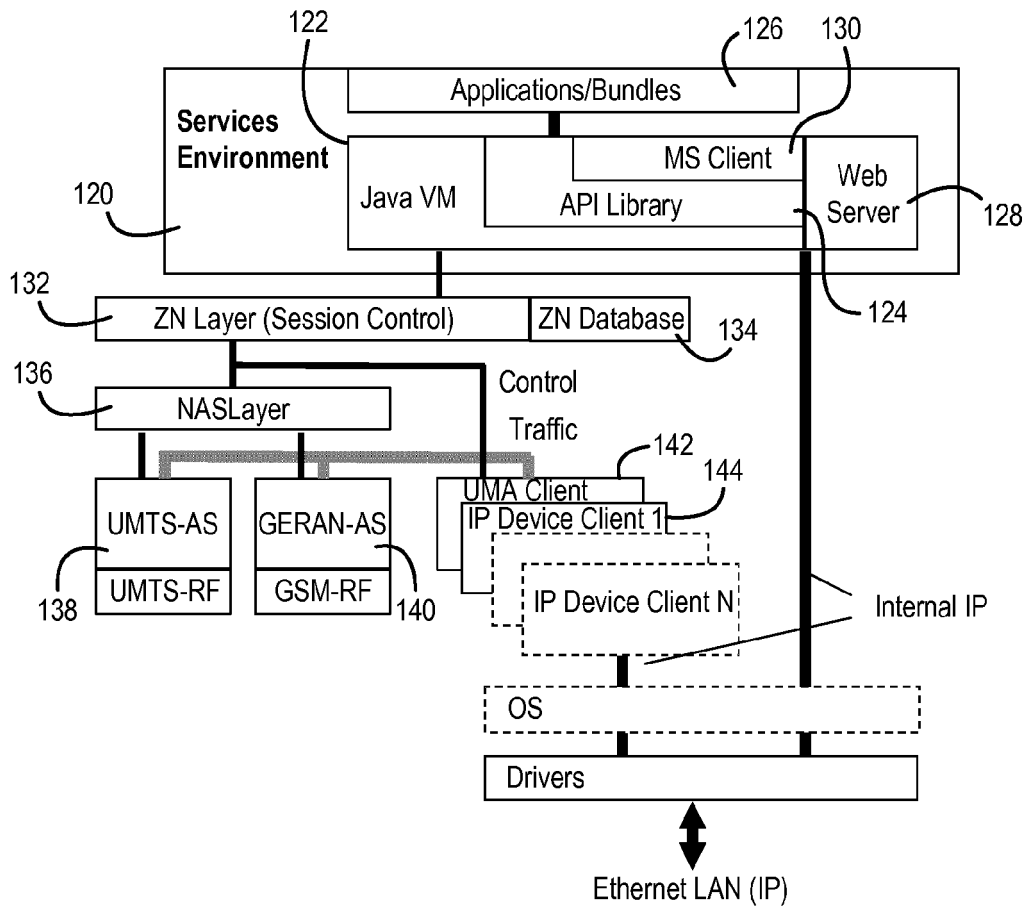 122
126
130
Applications/Bundles
Services
Environment
MS Client
Java VM
API Library
Web
Server
120
128
132
124
ZN Layer (Session Control)
ZN Database
134
136
Control
NASLayer
Traffic
142
144
UMA Client
UMTS-AS
GERAN-AS
IP Device Client 1
138
UMTS-RF
GSM-RF
140
IP Device Client N
Internal IP
OS
Drivers
Ethernet LAN (IP)